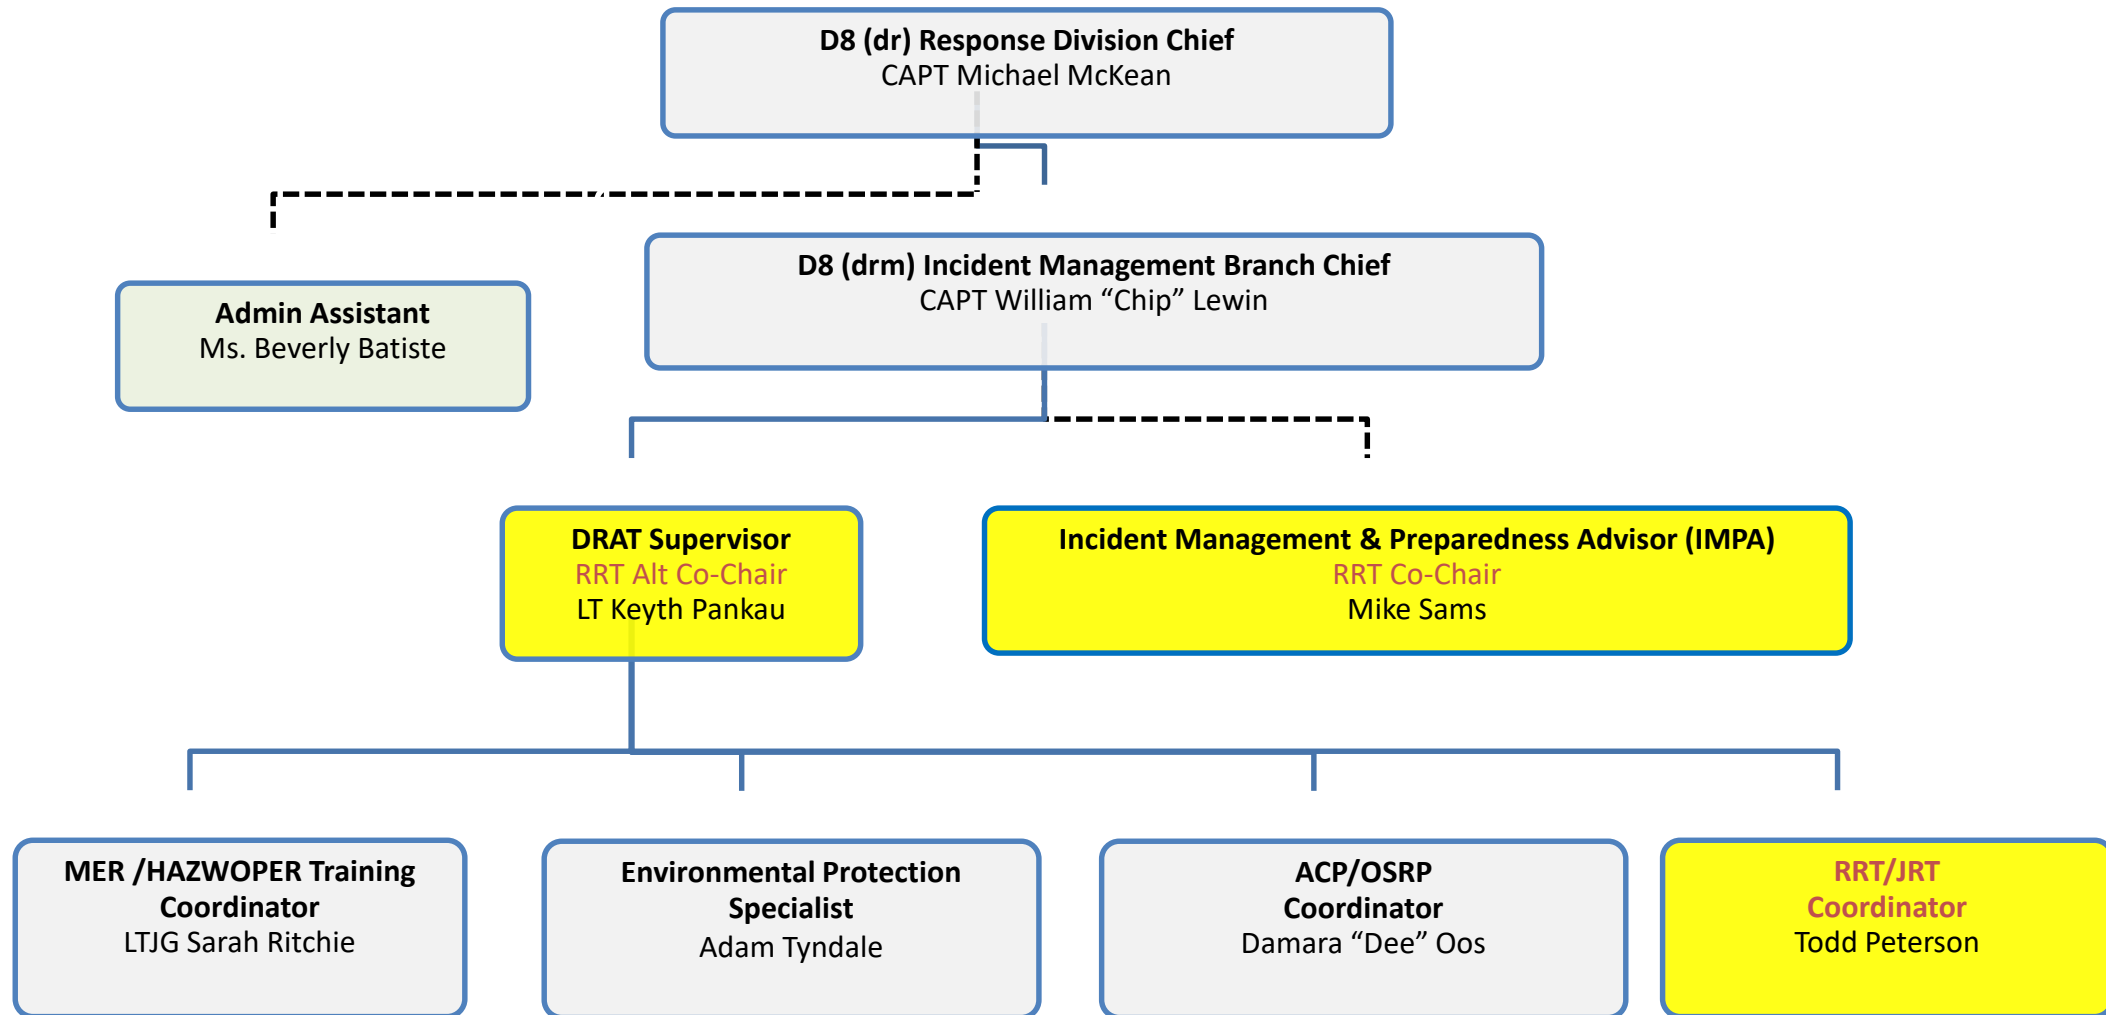 D8 (dr) Response Division Chief
CAPT Michael McKean
D8 (drm) Incident Management Branch Chief
CAPT William “Chip” Lewin
Admin Assistant
Ms. Beverly Batiste
DRAT Supervisor
RRT Alt Co-Chair
LT Keyth Pankau
Incident Management & Preparedness Advisor (IMPA)
RRT Co-Chair
Mike Sams
MER /HAZWOPER Training
Coordinator
LTJG Sarah Ritchie
Environmental Protection
Specialist
Adam Tyndale
ACP/OSRP
Coordinator
Damara “Dee” Oos
RRT/JRT
Coordinator
Todd Peterson